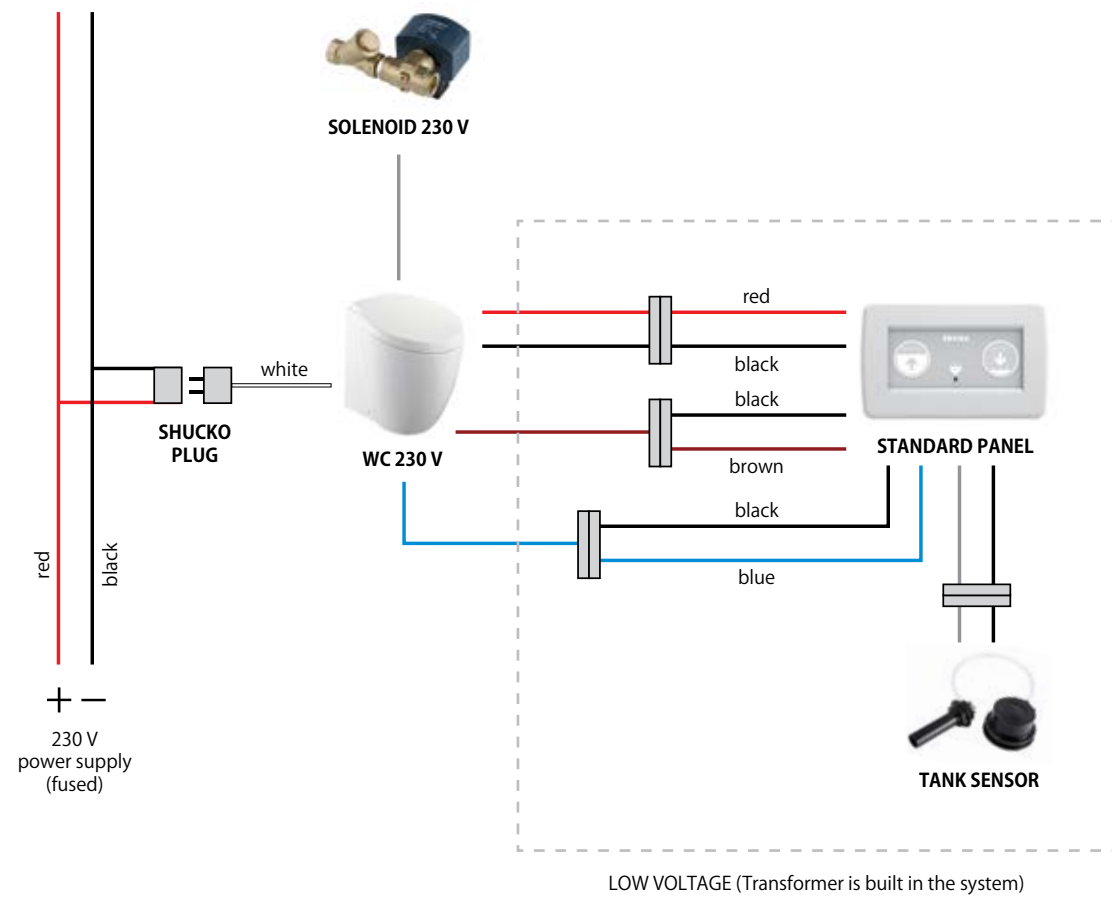 SOLENOID 230 V
red
black
white
black
SHUCKO
PLUG
WC 230 V
brown
STANDARD PANEL
black
blue
red
black
+ −
230 V
power supply
(fused)
TANK SENSOR
LOW VOLTAGE (Transformer is built in the system)